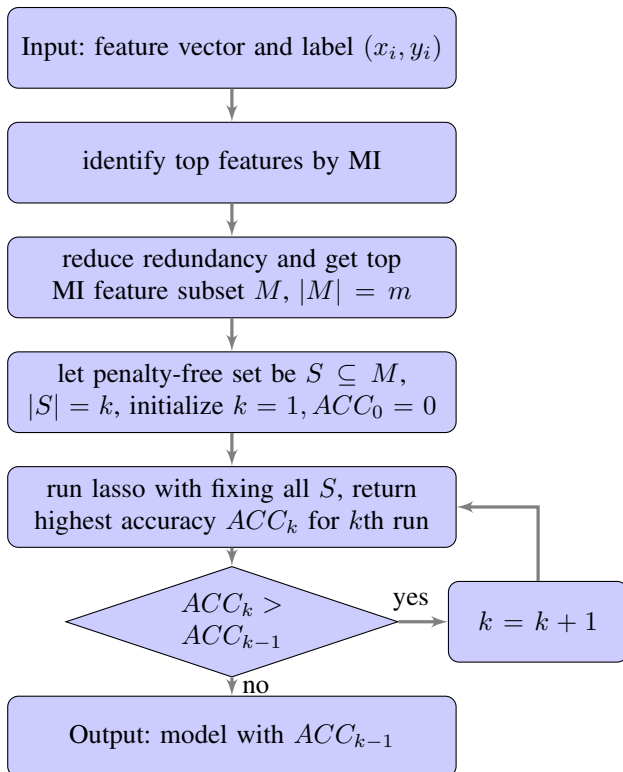 Input: feature vector and label $(x_i, y_i)$
identify top features by MI
reduce redundancy and get top
MI feature subset $M$, $|M| = m$
let penalty-free set be $S \subseteq M$,
$|S| = k$, initialize $k = 1, ACC_0 = 0$
run lasso with fixing all $S$, return
highest accuracy $ACC_k$ for $k$th run
$ACC_k >$
$ACC_{k-1}$
yes
$k = k + 1$
no
Output: model with $ACC_{k-1}$